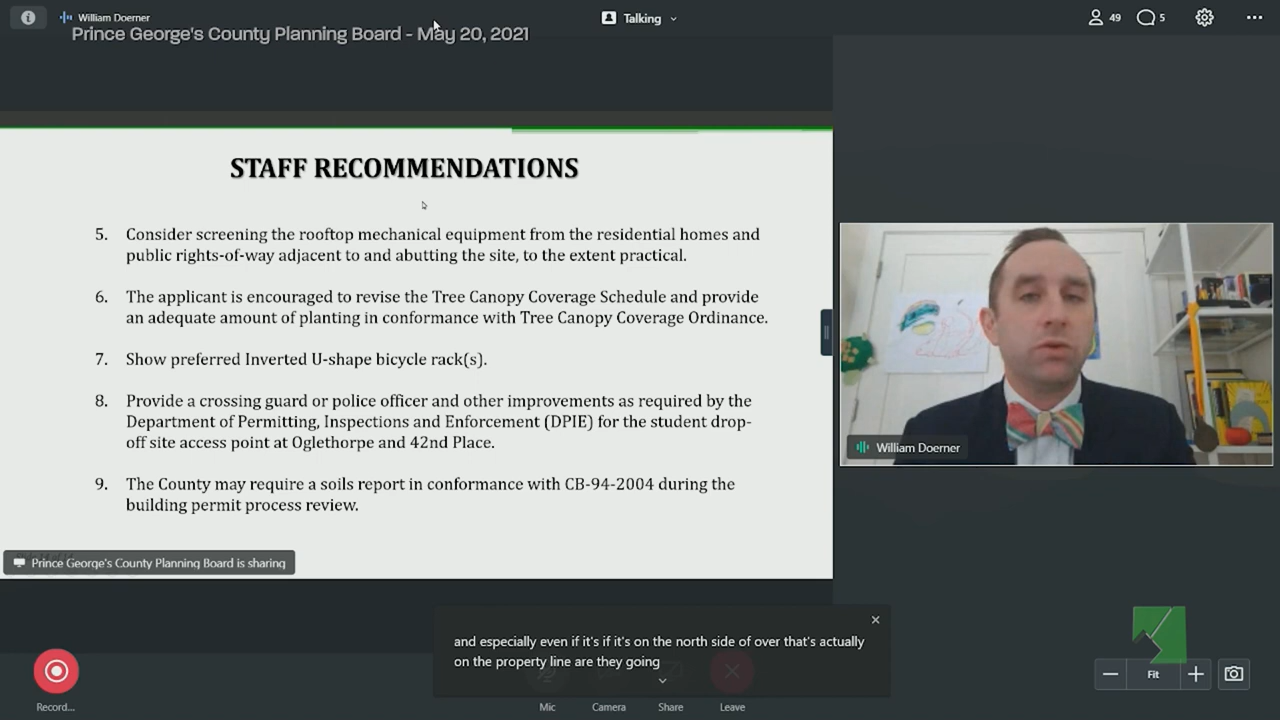 William Doerner
Talking
49
5
Prince George's County Planning Board - May 20, 2021
STAFF RECOMMENDATIONS
5. Consider screening the rooftop mechanical equipment from the residential homes and
public rights-of-way adjacent to and abutting the site, to the extent practical.
6. The applicant is encouraged to revise the Tree Canopy Coverage Schedule and provide
an adequate amount of planting in conformance with Tree Canopy Coverage Ordinance.
7. Show preferred Inverted U-shape bicycle rack(s).
8. Provide a crossing guard or police officer and other improvements as required by the
Department of Permitting, Inspections and Enforcement (DPIE) for the student drop-
off site access point at Oglethorpe and 42nd Place.
9. The County may require a soils report in conformance with CB-94-2004 during the
building permit process review.
William Doerner
Prince George's County Planning Board is sharing
and especially even if it's if it's on the north side of over that's actually
on the property line are they going
Fit
Record...
Mic
Camera
Share
Leave